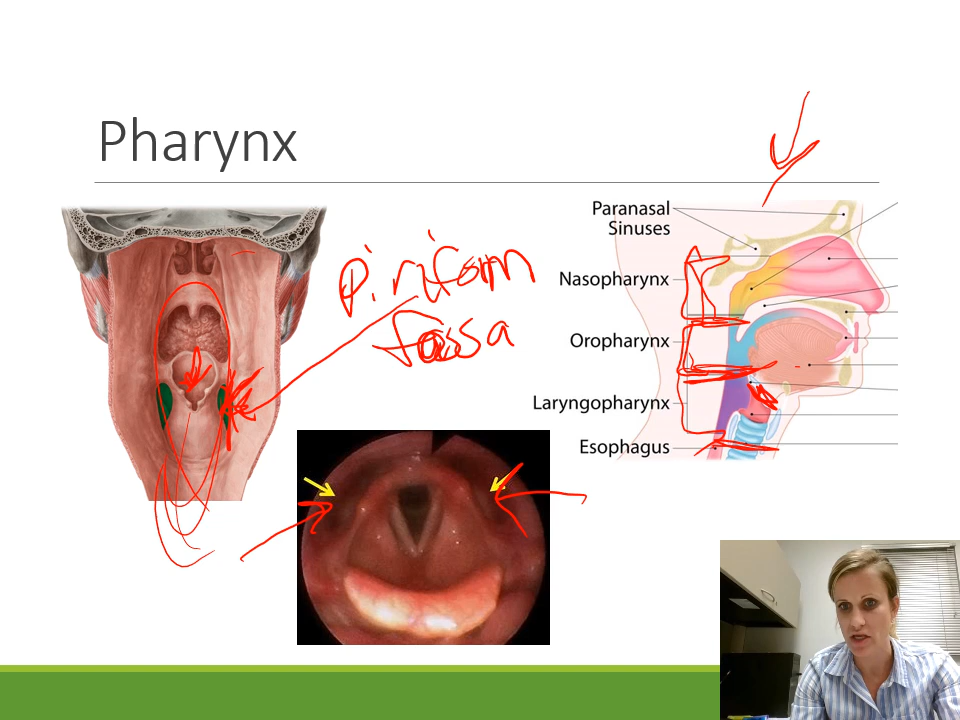 Pharynx
Piriform
fossa
Paranasal
Sinuses
Nasopharynx
Oropharynx
Laryngopharynx
Esophagus